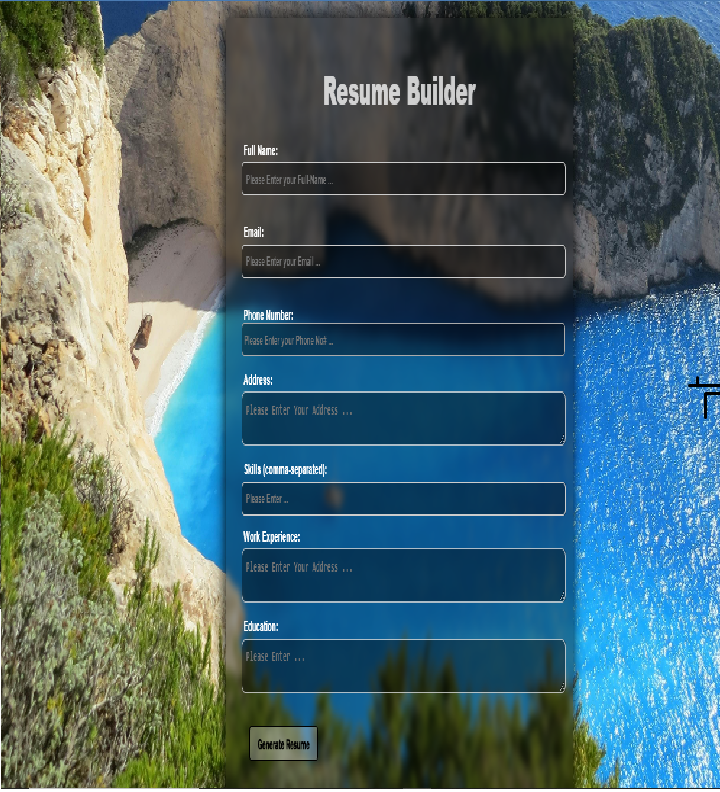 Resume Builder
Full Name:
Please Enter your Full-Name ...
Email:
Please Enter your Email ...
Phone Number:
Please Enter your Phone No# ...
Address:
Please Enter Your Address ...
Skills (comma-separated):
Please Enter ...
Work Experience:
Please Enter Your Address ...
Education:
Please Enter ...
Generate Resume